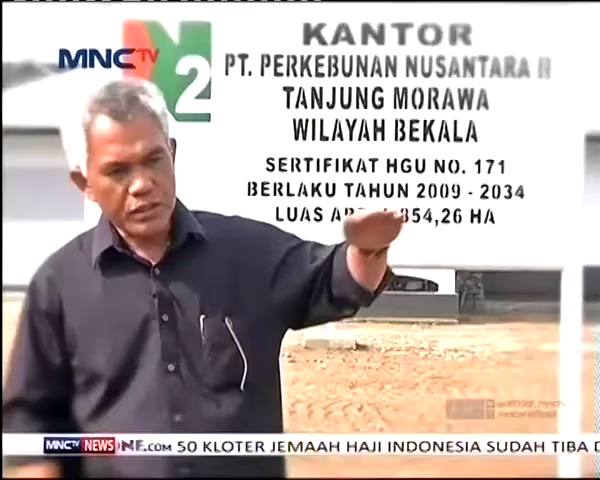 MNCTV
N2
KANTOR
PT. PERKEBUNAN NUSANTARA II
TANJUNG MORAWA
WILAYAH BEKALA
SERTIFIKAT HGU NO. 171
BERLAKU TAHUN 2009 - 2034
LUAS 854,26 HA
MNCTV NEWS 50 KLOTER JEMAAH HAJI INDONESIA SUDAH TIBA D